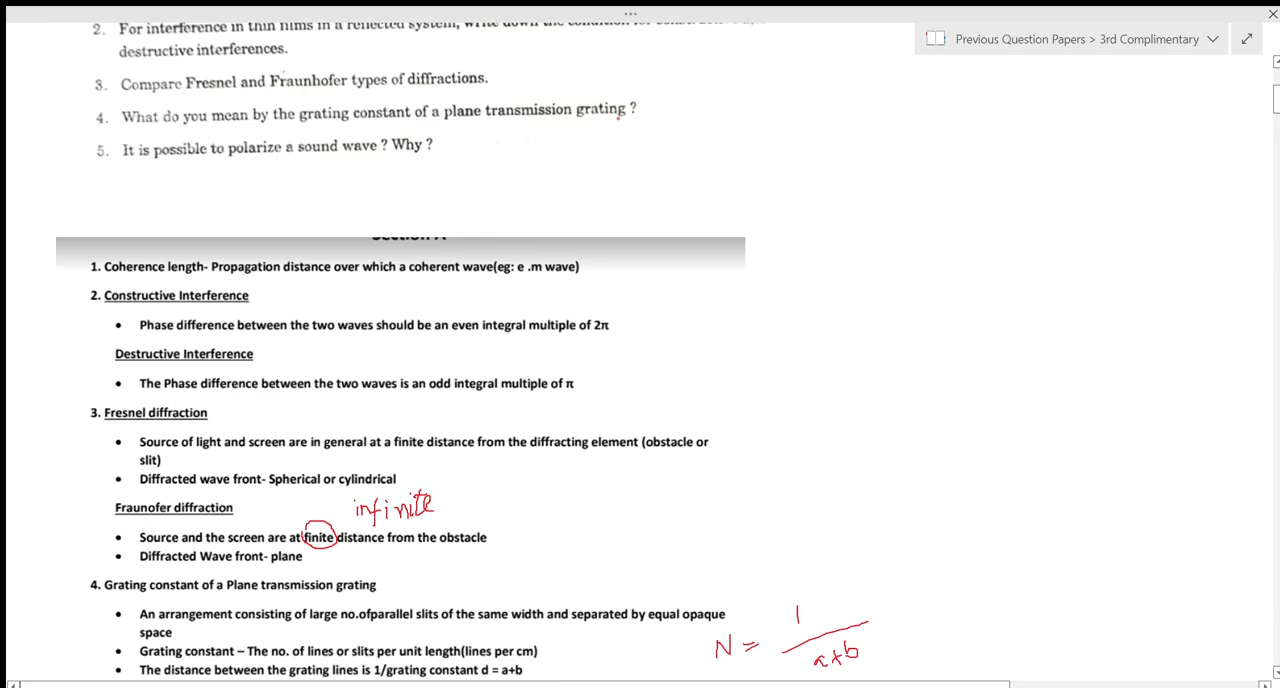 Previous Question Papers > 3rd Complimentary
2. For interference in thin films in a reflected system, write down the condition for
destructive interferences.
3. Compare Fresnel and Fraunhofer types of diffractions.
4. What do you mean by the grating constant of a plane transmission grating ?
5. It is possible to polarize a sound wave ? Why ?
1. Coherence length- Propagation distance over which a coherent wave(eg: e .m wave)
2. Constructive Interference
• Phase difference between the two waves should be an even integral multiple of 2π
Destructive Interference
• The Phase difference between the two waves is an odd integral multiple of π
3. Fresnel diffraction
• Source of light and screen are in general at a finite distance from the diffracting element (obstacle or
slit)
• Diffracted wave front- Spherical or cylindrical
Fraunofer diffraction
infinite
• Source and the screen are at finite distance from the obstacle
• Diffracted Wave front- plane
4. Grating constant of a Plane transmission grating
• An arrangement consisting of large no.ofparallel slits of the same width and separated by equal opaque
space
• Grating constant – The no. of lines or slits per unit length(lines per cm)
• The distance between the grating lines is 1/grating constant d = a+b
N = 1/a+b